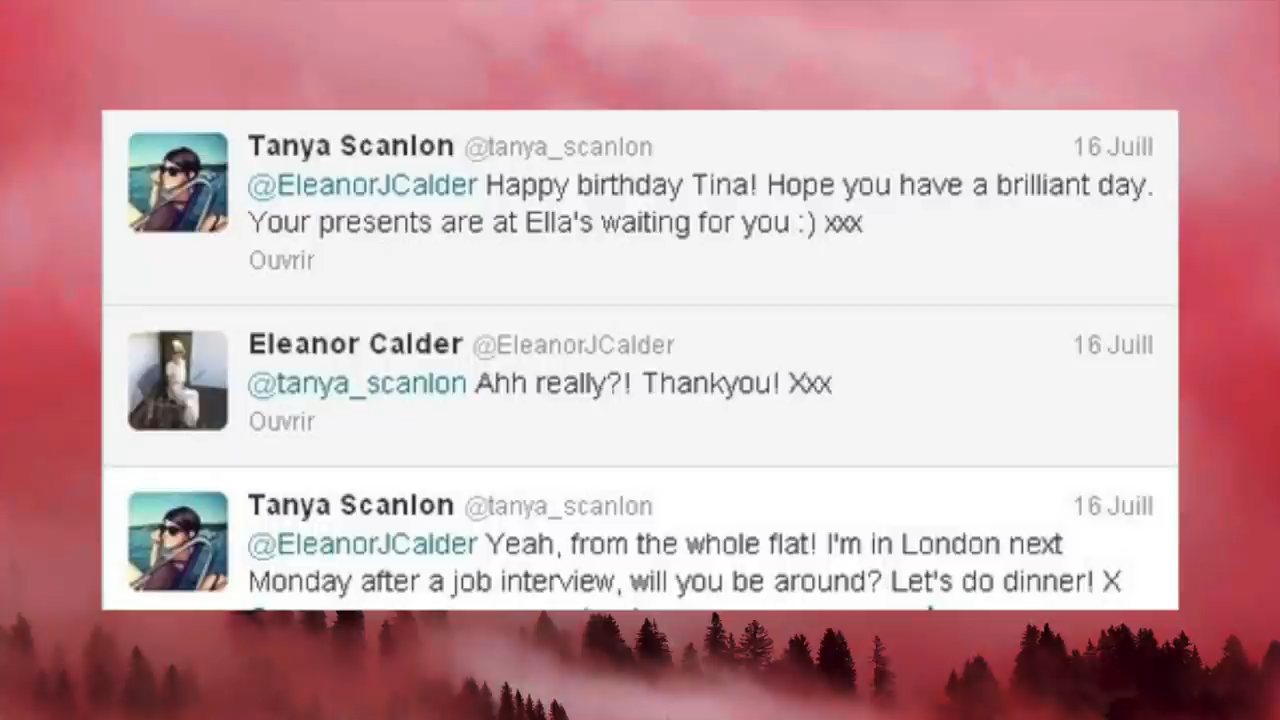 Tanya Scanlon @tanya_scanlon 16 Juill
@EleanorJCalder Happy birthday Tina! Hope you have a brilliant day.
Your presents are at Ella's waiting for you :) xxx
Ouvrir
Eleanor Calder @EleanorJCalder 16 Juill
@tanya_scanlon Ahh really?! Thankyou! Xxx
Ouvrir
Tanya Scanlon @tanya_scanlon 16 Juill
@EleanorJCalder Yeah, from the whole flat! I'm in London next
Monday after a job interview, will you be around? Let's do dinner! X